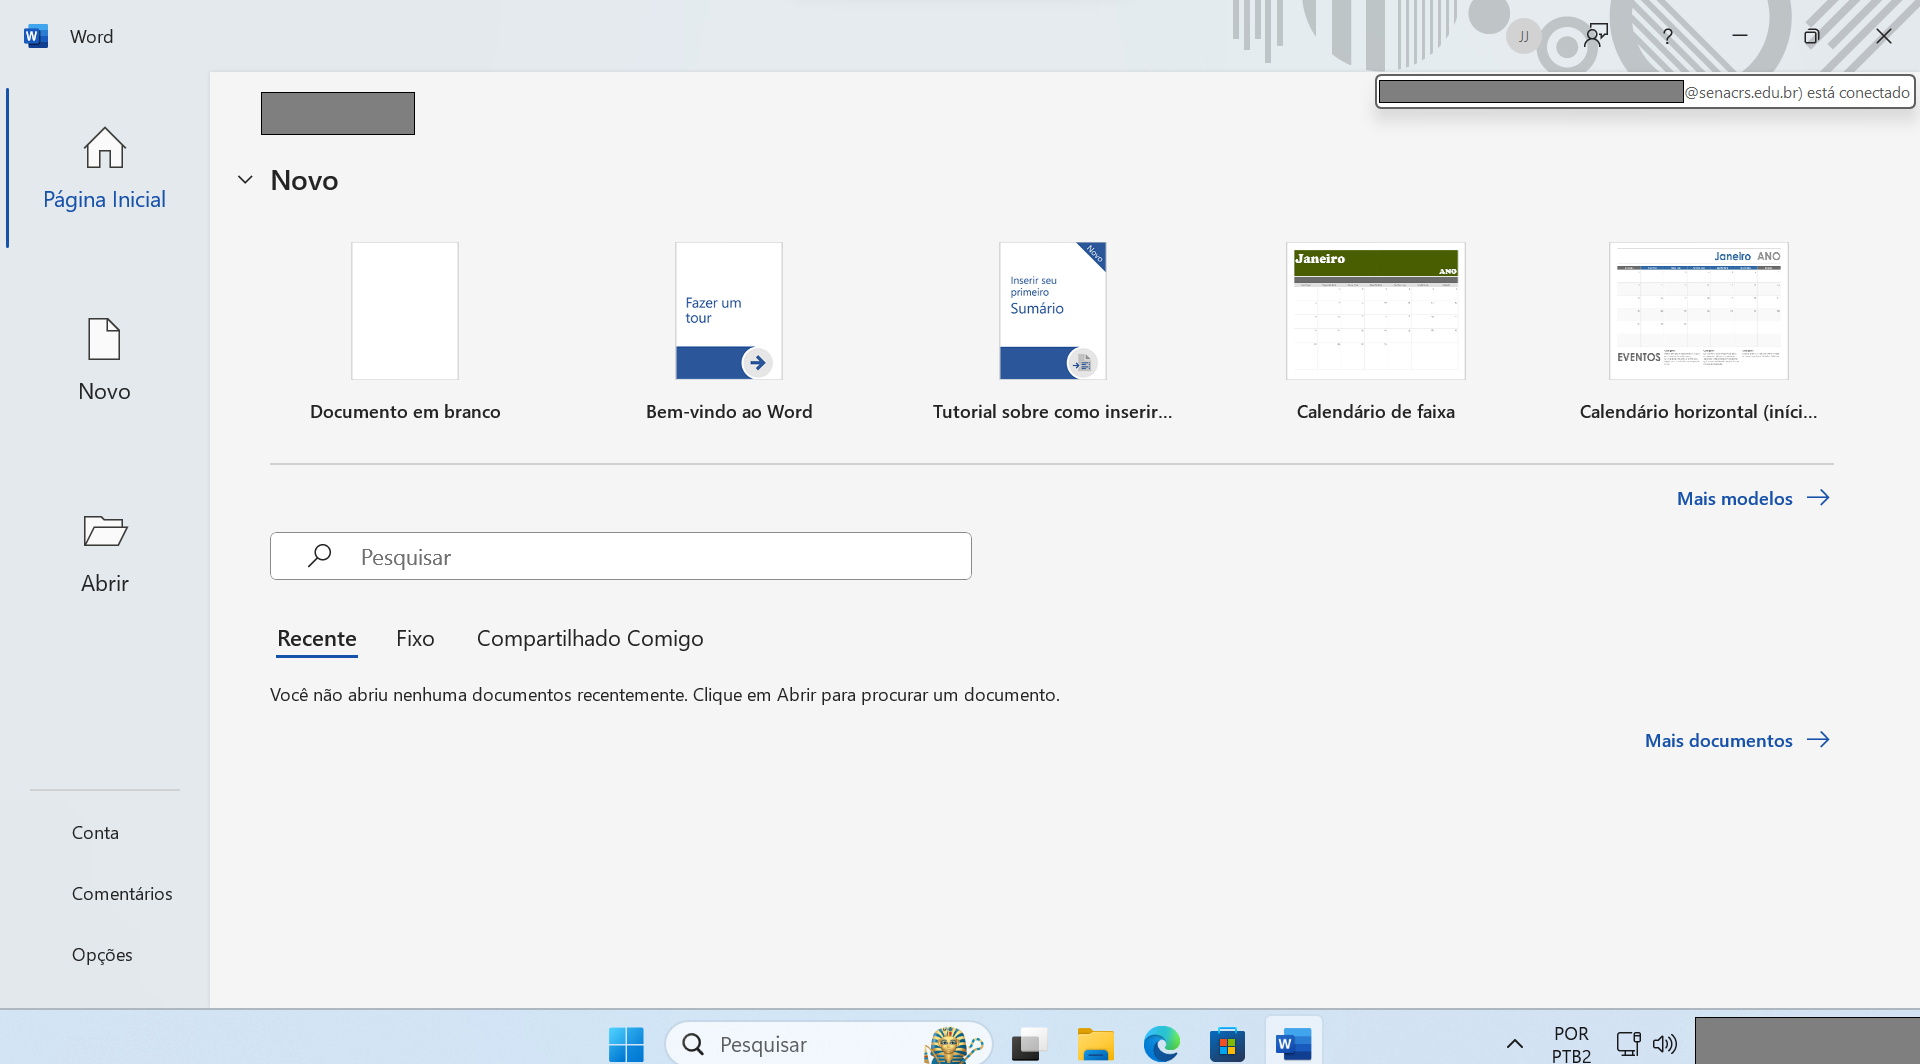 Word
JJ
?
@senacrs.edu.br) está conectado
Página Inicial
Novo
Abrir
Novo
Fazer um
tour
Novo
Inserir seu
primeiro
Sumário
Janeiro
ANO
Janeiro ANO
EVENTOS
Documento em branco
Bem-vindo ao Word
Tutorial sobre como inserir...
Calendário de faixa
Calendário horizontal (iníci...
Mais modelos
Pesquisar
Recente
Fixo
Compartilhado Comigo
Você não abriu nenhuma documentos recentemente. Clique em Abrir para procurar um documento.
Mais documentos
Conta
Comentários
Opções
Pesquisar
W
POR
PTB2